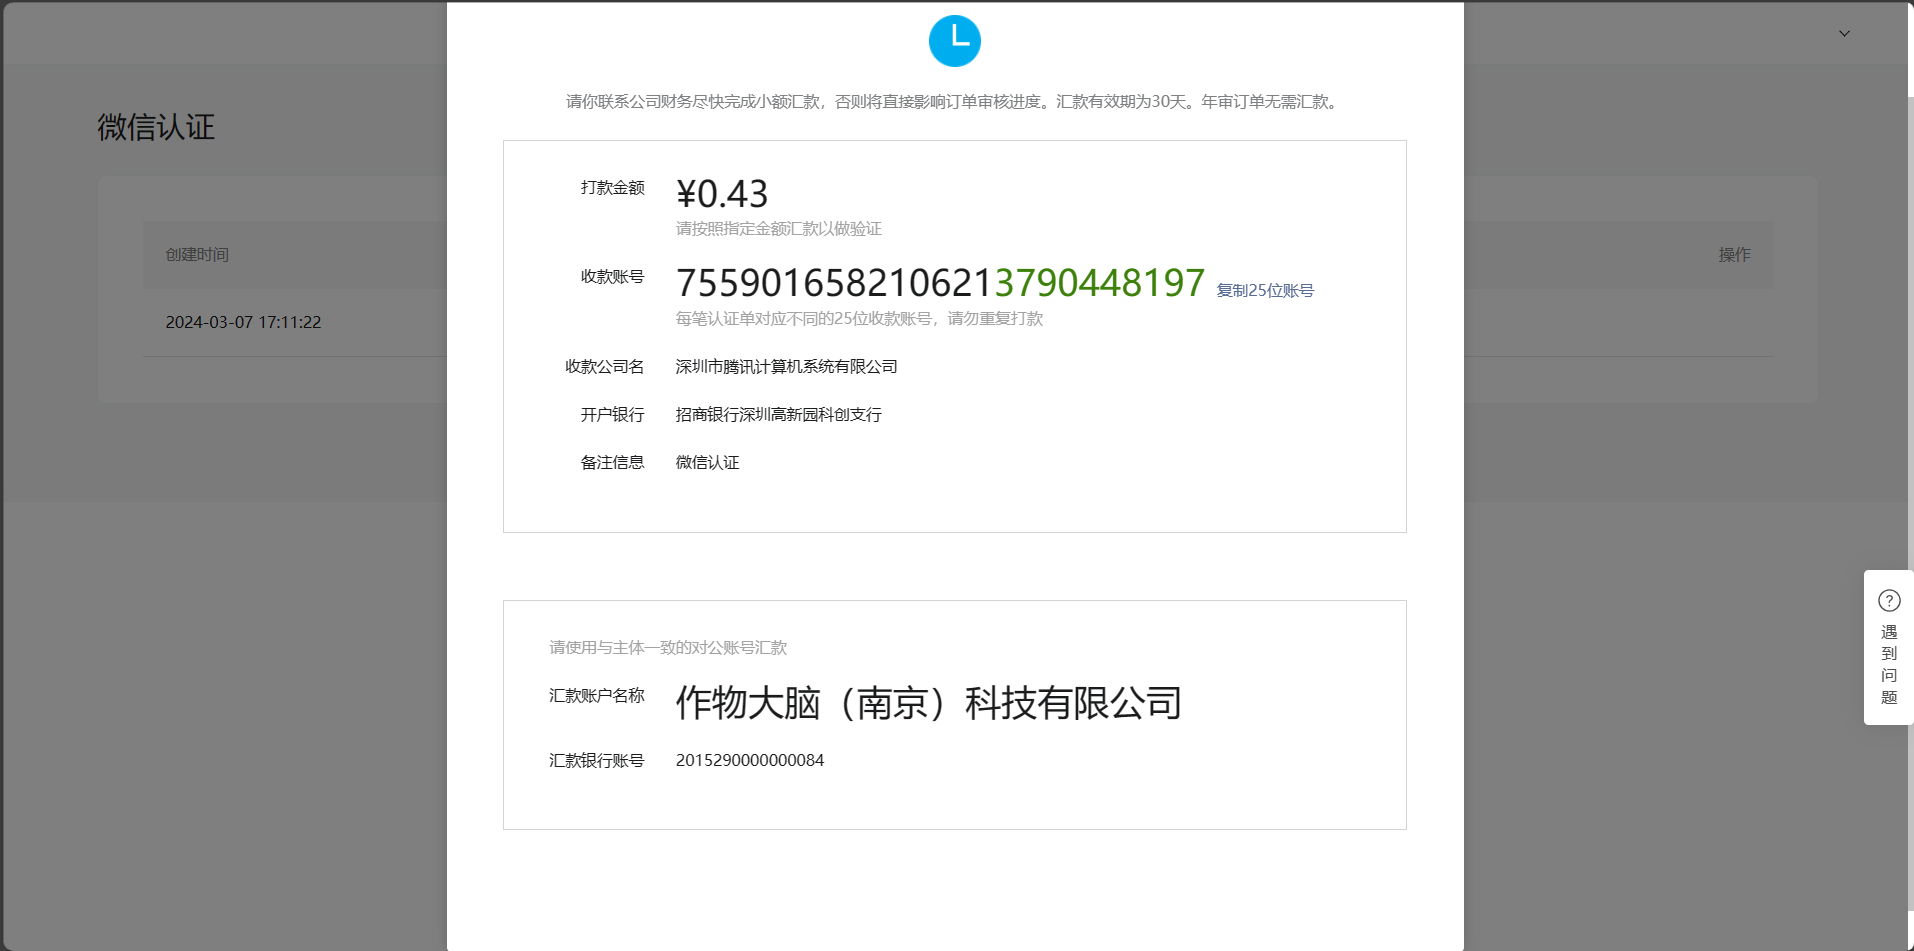 请你联系公司财务尽快完成小额汇款，否则将直接影响订单审核进度。汇款有效期为30天。年审订单无需汇款。
微信认证
打款金额 ¥0.43
请按照指定金额汇款以做验证
创建时间 操作
收款账号 7559016582106213790448197 复制25位账号
每笔认证单对应不同的25位收款账号，请勿重复打款
2024-03-07 17:11:22
收款公司名 深圳市腾讯计算机系统有限公司
开户银行 招商银行深圳高新园科创支行
备注信息 微信认证
请使用与主体一致的对公账号汇款
汇款账户名称 作物大脑（南京）科技有限公司
汇款银行账号 2015290000000084
遇到问题